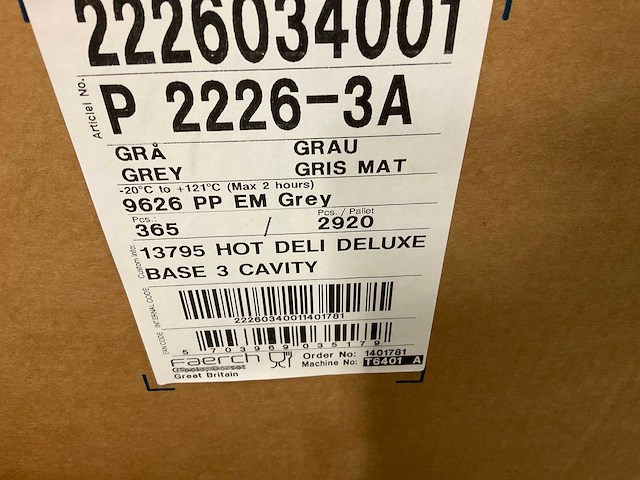 2226034001
Articlel No.
P 2226-3A
GRÅ GRAU
GREY GRIS MAT
-20°C to +121°C (Max 2 hours)
9626 PP EM Grey
Pcs.: Pcs. / Pallet
365 / 2920
Custom info:
13795 HOT DELI DELUXE
BASE 3 CAVITY
INTERNAL CODE
22260340011401781
EAN CODE
5 703969 035179
faerch
Great Britain
Order No: 1401781
Machine No: T6401 A